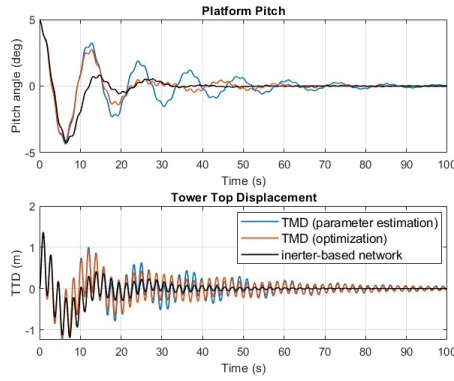 Platform Pitch
5
0
-5
Pitch angle (deg)
0 10 20 30 40 50 60 70 80 90 100
Time (s)
Tower Top Displacement
2
1
0
-1
TTD (m)
TMD (parameter estimation)
TMD (optimization)
inerter-based network
0 10 20 30 40 50 60 70 80 90 100
Time (s)